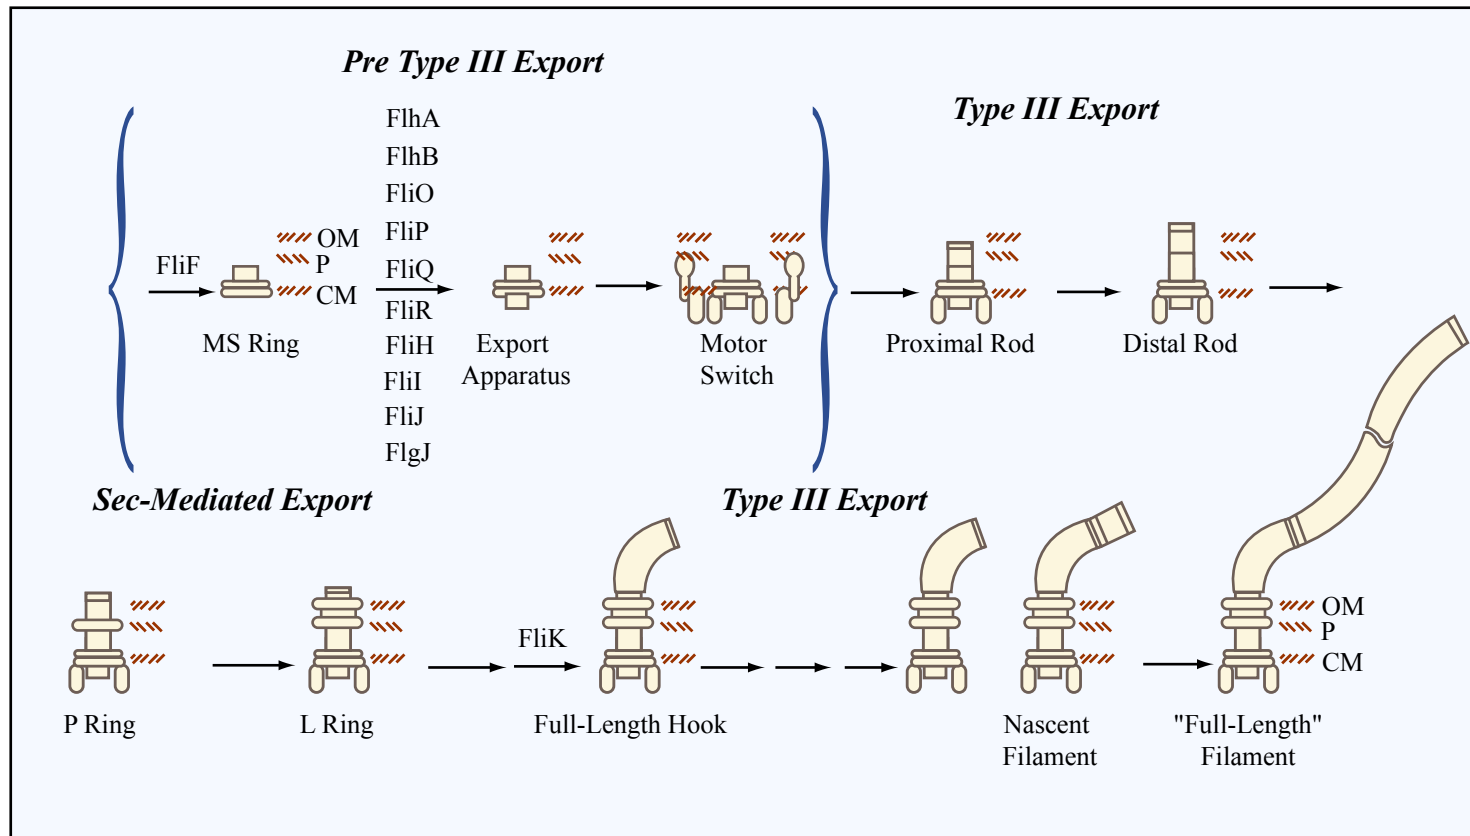 Pre Type III Export
Type III Export
FliF
OM
P
CM
MS Ring
FlhA
FlhB
FliO
FliP
FliQ
FliR
FliH
FliI
FliJ
FlgJ
Export
Apparatus
Motor
Switch
Proximal Rod
Distal Rod
Sec-Mediated Export
Type III Export
P Ring
L Ring
FliK
Full-Length Hook
Nascent
Filament
OM
P
CM
"Full-Length"
Filament